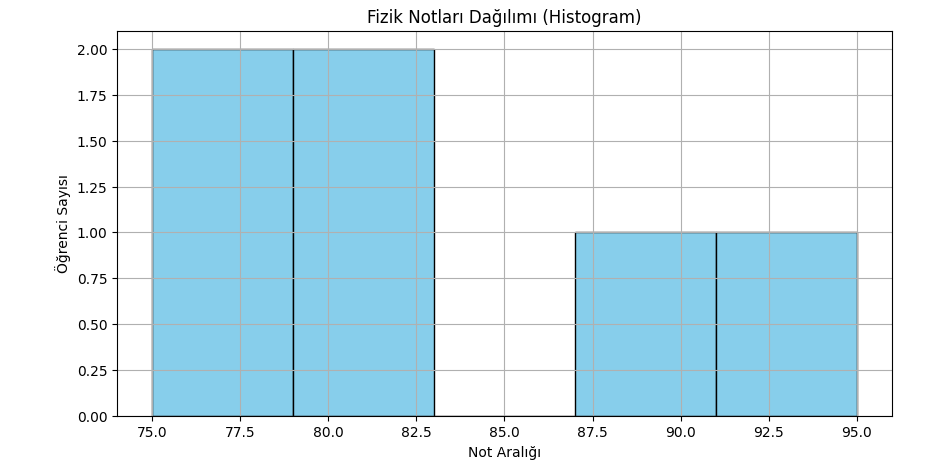 Fizik Notları Dağılımı (Histogram)
2.00
1.75
1.50
1.25
1.00
0.75
0.50
0.25
0.00
Öğrenci Sayısı
75.0 77.5 80.0 82.5 85.0 87.5 90.0 92.5 95.0
Not Aralığı